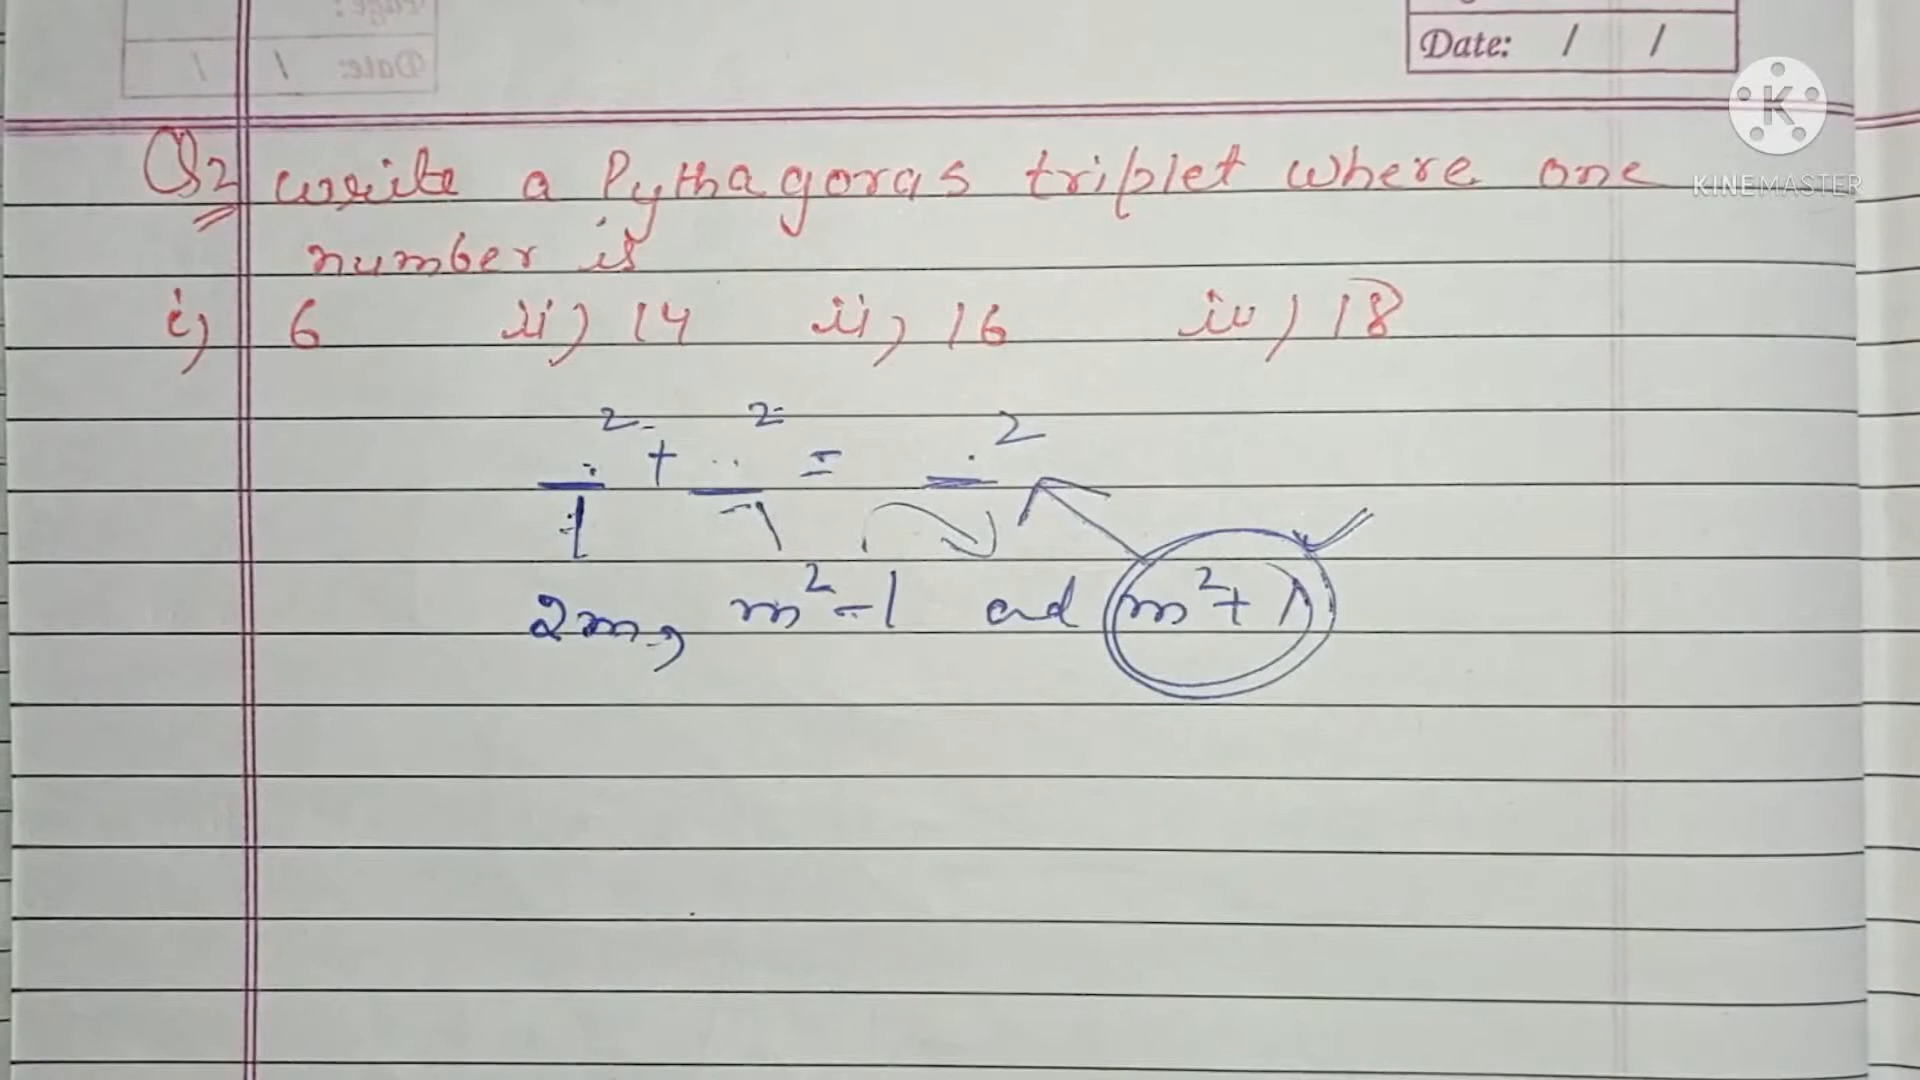 Date: / /
KINEMASTER
Q2 write a Pythagoras triplet where one
number is
i) 6 ii) 14 iii) 16 iv) 18
2 + 2 = 2
2m, m²-1 and m²+1